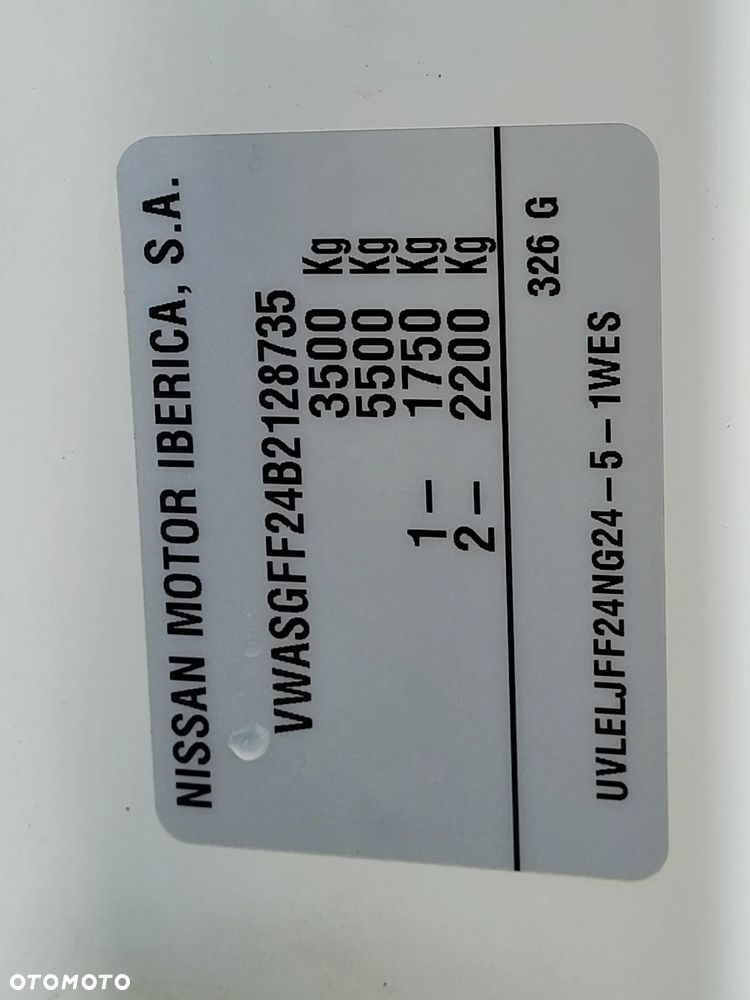 NISSAN MOTOR IBERICA, S.A.
VWASGFF24B2128735
3500 Kg
5500 Kg
1– 1750 Kg
2– 2200 Kg
326 G
UVLELJFF24NG24–5–1WES
OTOMOTO